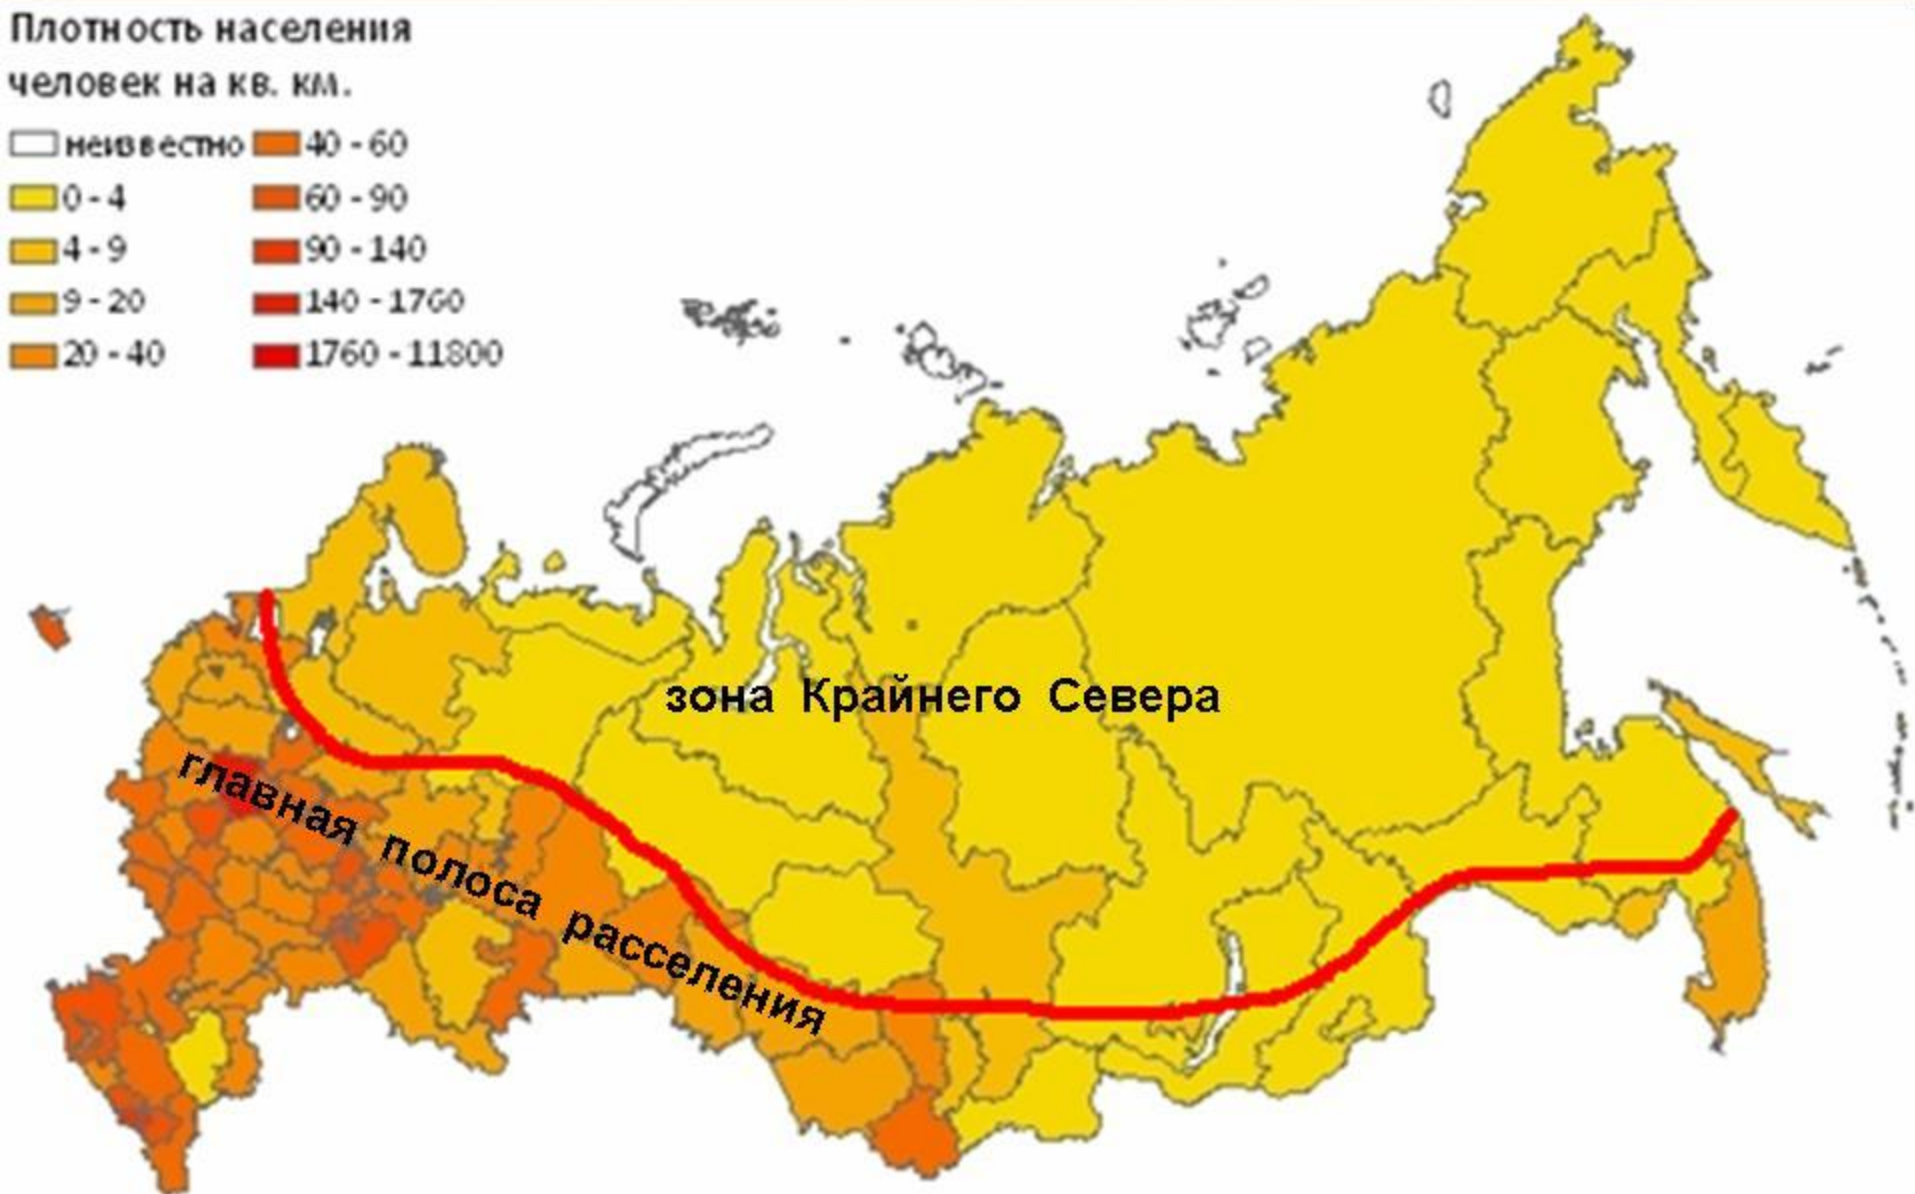 Плотность населения
человек на кв. км.
неизвестно
0 - 4
4 - 9
9 - 20
20 - 40
40 - 60
60 - 90
90 - 140
140 - 1760
1760 - 11800
зона Крайнего Севера
главная полоса расселения